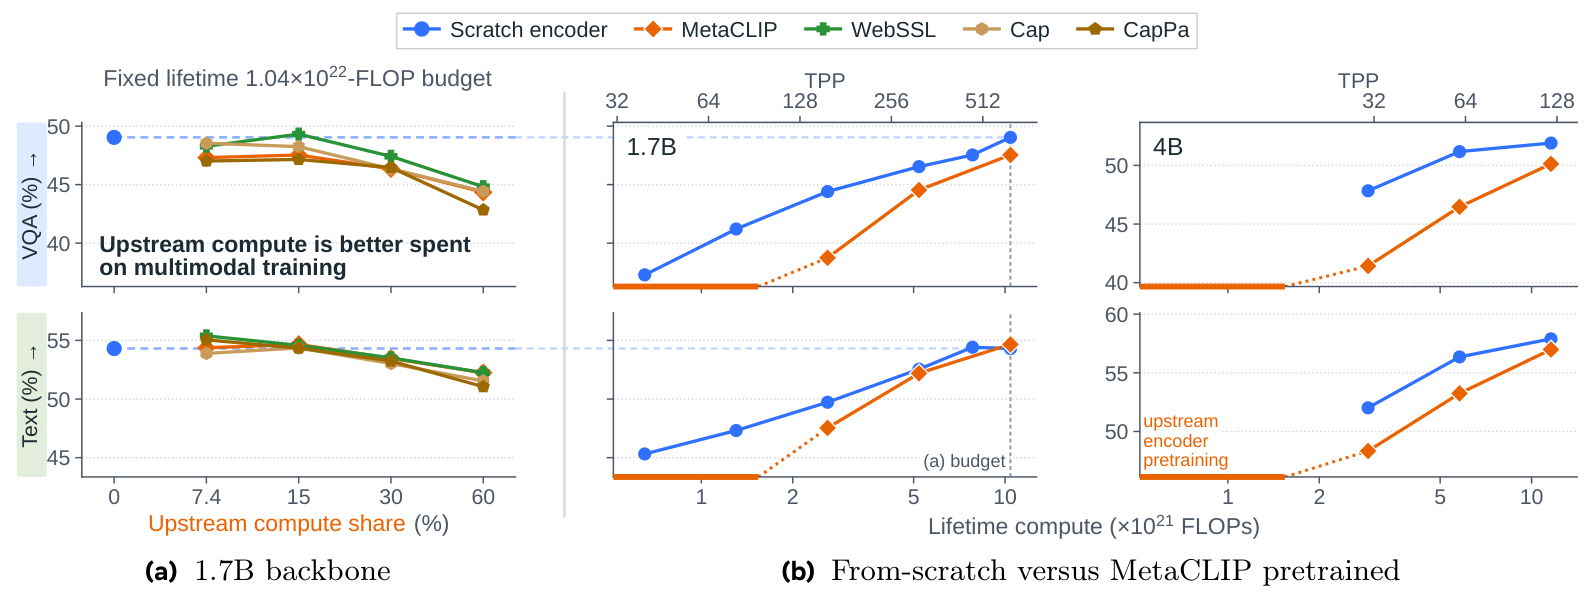 Scratch encoder MetaCLIP WebSSL Cap CapPa
Fixed lifetime 1.04×10²²-FLOP budget
VQA (%) →
50
45
40
Upstream compute is better spent
on multimodal training
Text (%) →
55
50
45
0 7.4 15 30 60
Upstream compute share (%)
(a) 1.7B backbone
TPP
32 64 128 256 512
1.7B
(a) budget
1 2 5 10
TPP
32 64 128
4B
50
45
40
60
55
50
upstream
encoder
pretraining
1 2 5 10
Lifetime compute (×10²¹ FLOPs)
(b) From-scratch versus MetaCLIP pretrained